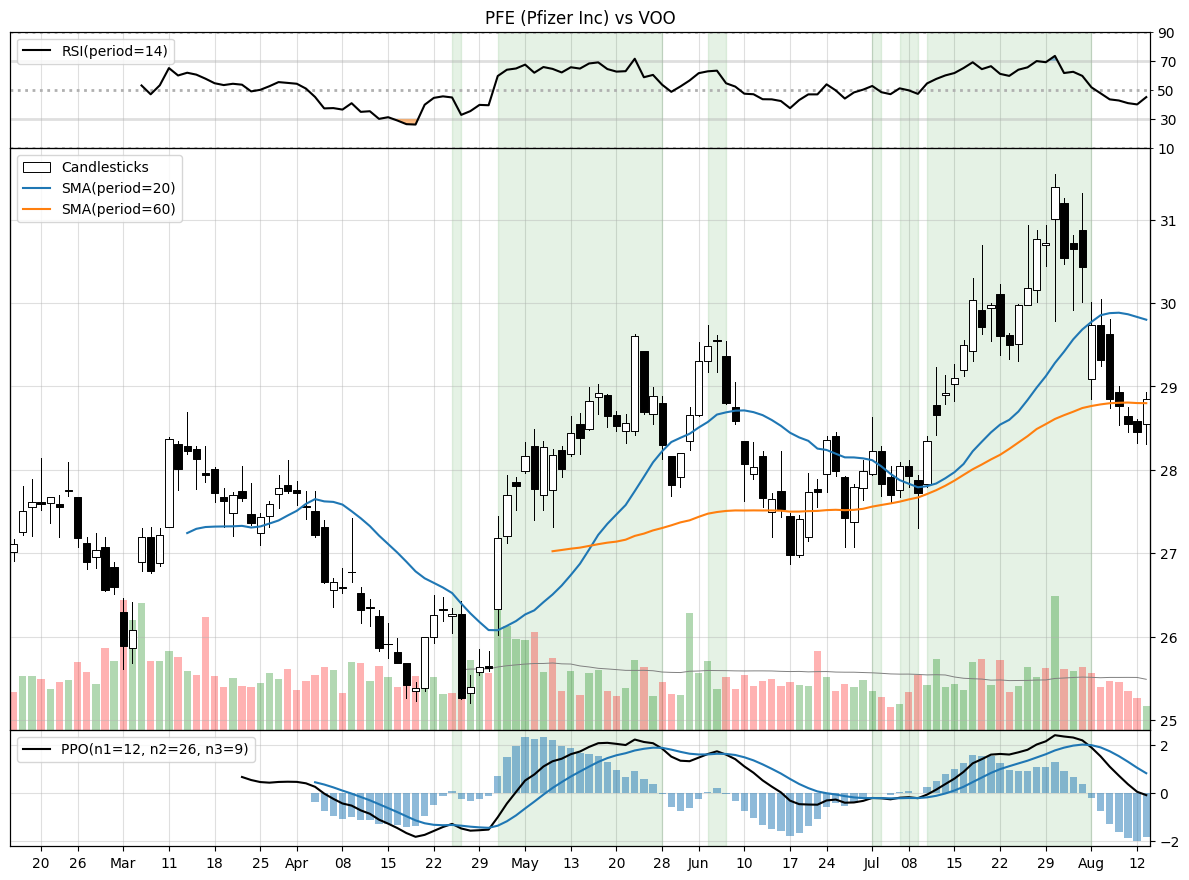 PFE (Pfizer Inc) vs VOO
RSI(period=14)
90
70
50
30
10
Candlesticks
SMA(period=20)
SMA(period=60)
31
30
29
28
27
26
25
PPO(n1=12, n2=26, n3=9)
2
0
−2
20 26 Mar 11 18 25 Apr 08 15 22 29 May 13 20 28 Jun 10 17 24 Jul 08 15 22 29 Aug 12